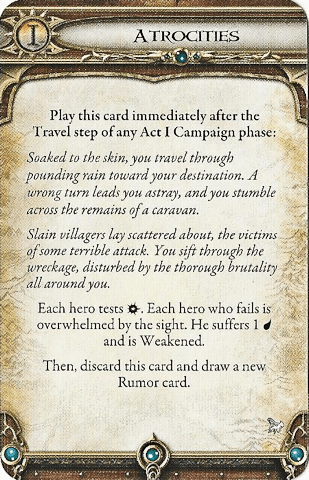 I
Atrocities
Play this card immediately after the
Travel step of any Act I Campaign phase:
Soaked to the skin, you travel through
pounding rain toward your destination. A
wrong turn leads you astray, and you stumble
across the remains of a caravan.
Slain villagers lay scattered about, the victims
of some terrible attack. You sift through the
wreckage, disturbed by the thorough brutality
all around you.
Each hero tests . Each hero who fails is
overwhelmed by the sight. He suffers 1
and is Weakened.
Then, discard this card and draw a new
Rumor card.